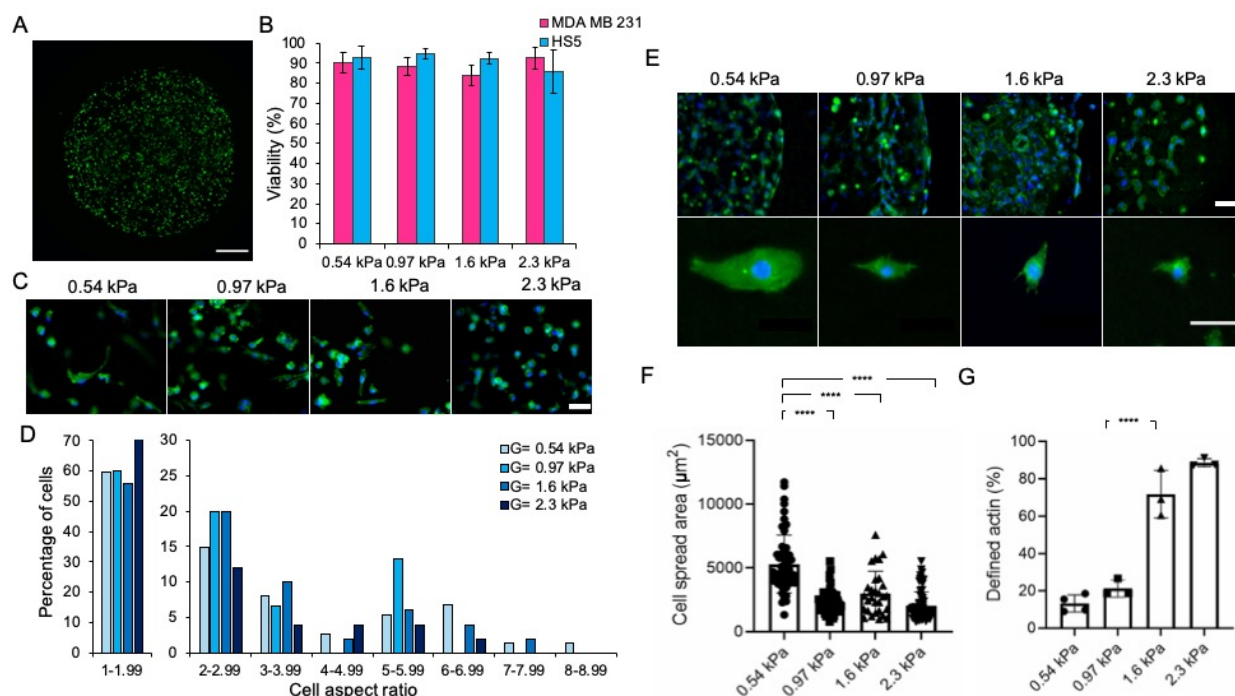 A
B
MDA MB 231
HS5
Viability (%)
100
90
80
70
60
50
40
30
20
10
0
0.54 kPa 0.97 kPa 1.6 kPa 2.3 kPa
C
0.54 kPa 0.97 kPa 1.6 kPa 2.3 kPa
D
Percentage of cells
70
60
50
40
30
20
10
0
30
25
20
15
10
5
0
G= 0.54 kPa
G= 0.97 kPa
G= 1.6 kPa
G= 2.3 kPa
1-1.99 2-2.99 3-3.99 4-4.99 5-5.99 6-6.99 7-7.99 8-8.99
Cell aspect ratio
E
0.54 kPa 0.97 kPa 1.6 kPa 2.3 kPa
F
****
****
****
Cell spread area (µm²)
15000
10000
5000
0
0.54 kPa 0.97 kPa 1.6 kPa 2.3 kPa
G
****
Defined actin (%)
100
80
60
40
20
0
0.54 kPa 0.97 kPa 1.6 kPa 2.3 kPa